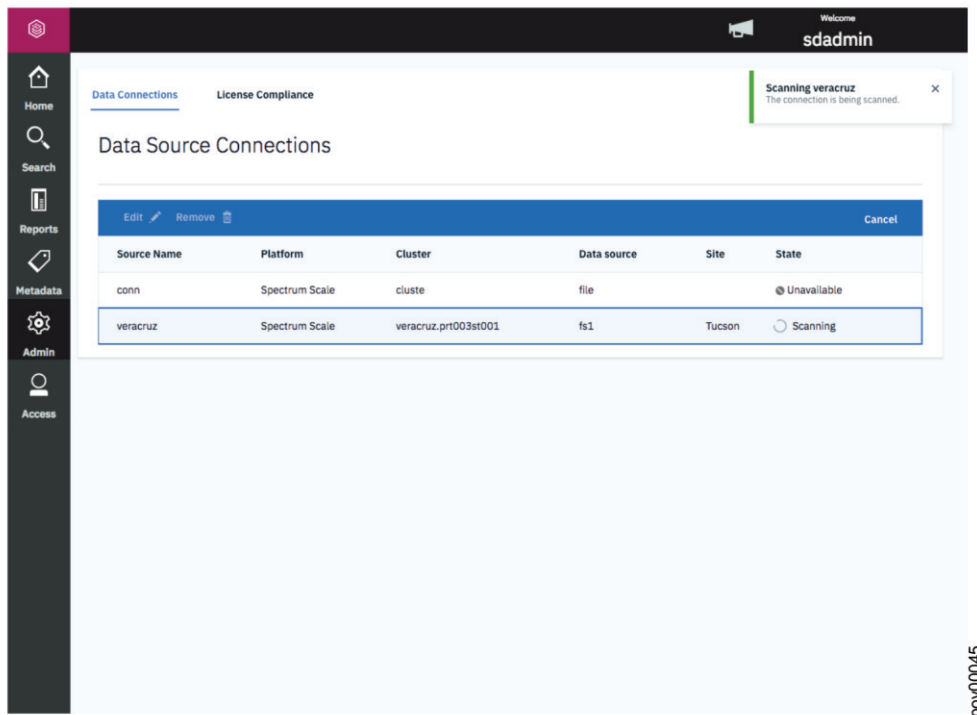 Welcome
sdadmin
Home
Search
Reports
Metadata
Admin
Access
Data Connections License Compliance
Scanning veracruz
The connection is being scanned.
Data Source Connections
Edit Remove Cancel
Source Name Platform Cluster Data source Site State
conn Spectrum Scale cluste file Unavailable
veracruz Spectrum Scale veracruz.prt003st001 fs1 Tucson Scanning